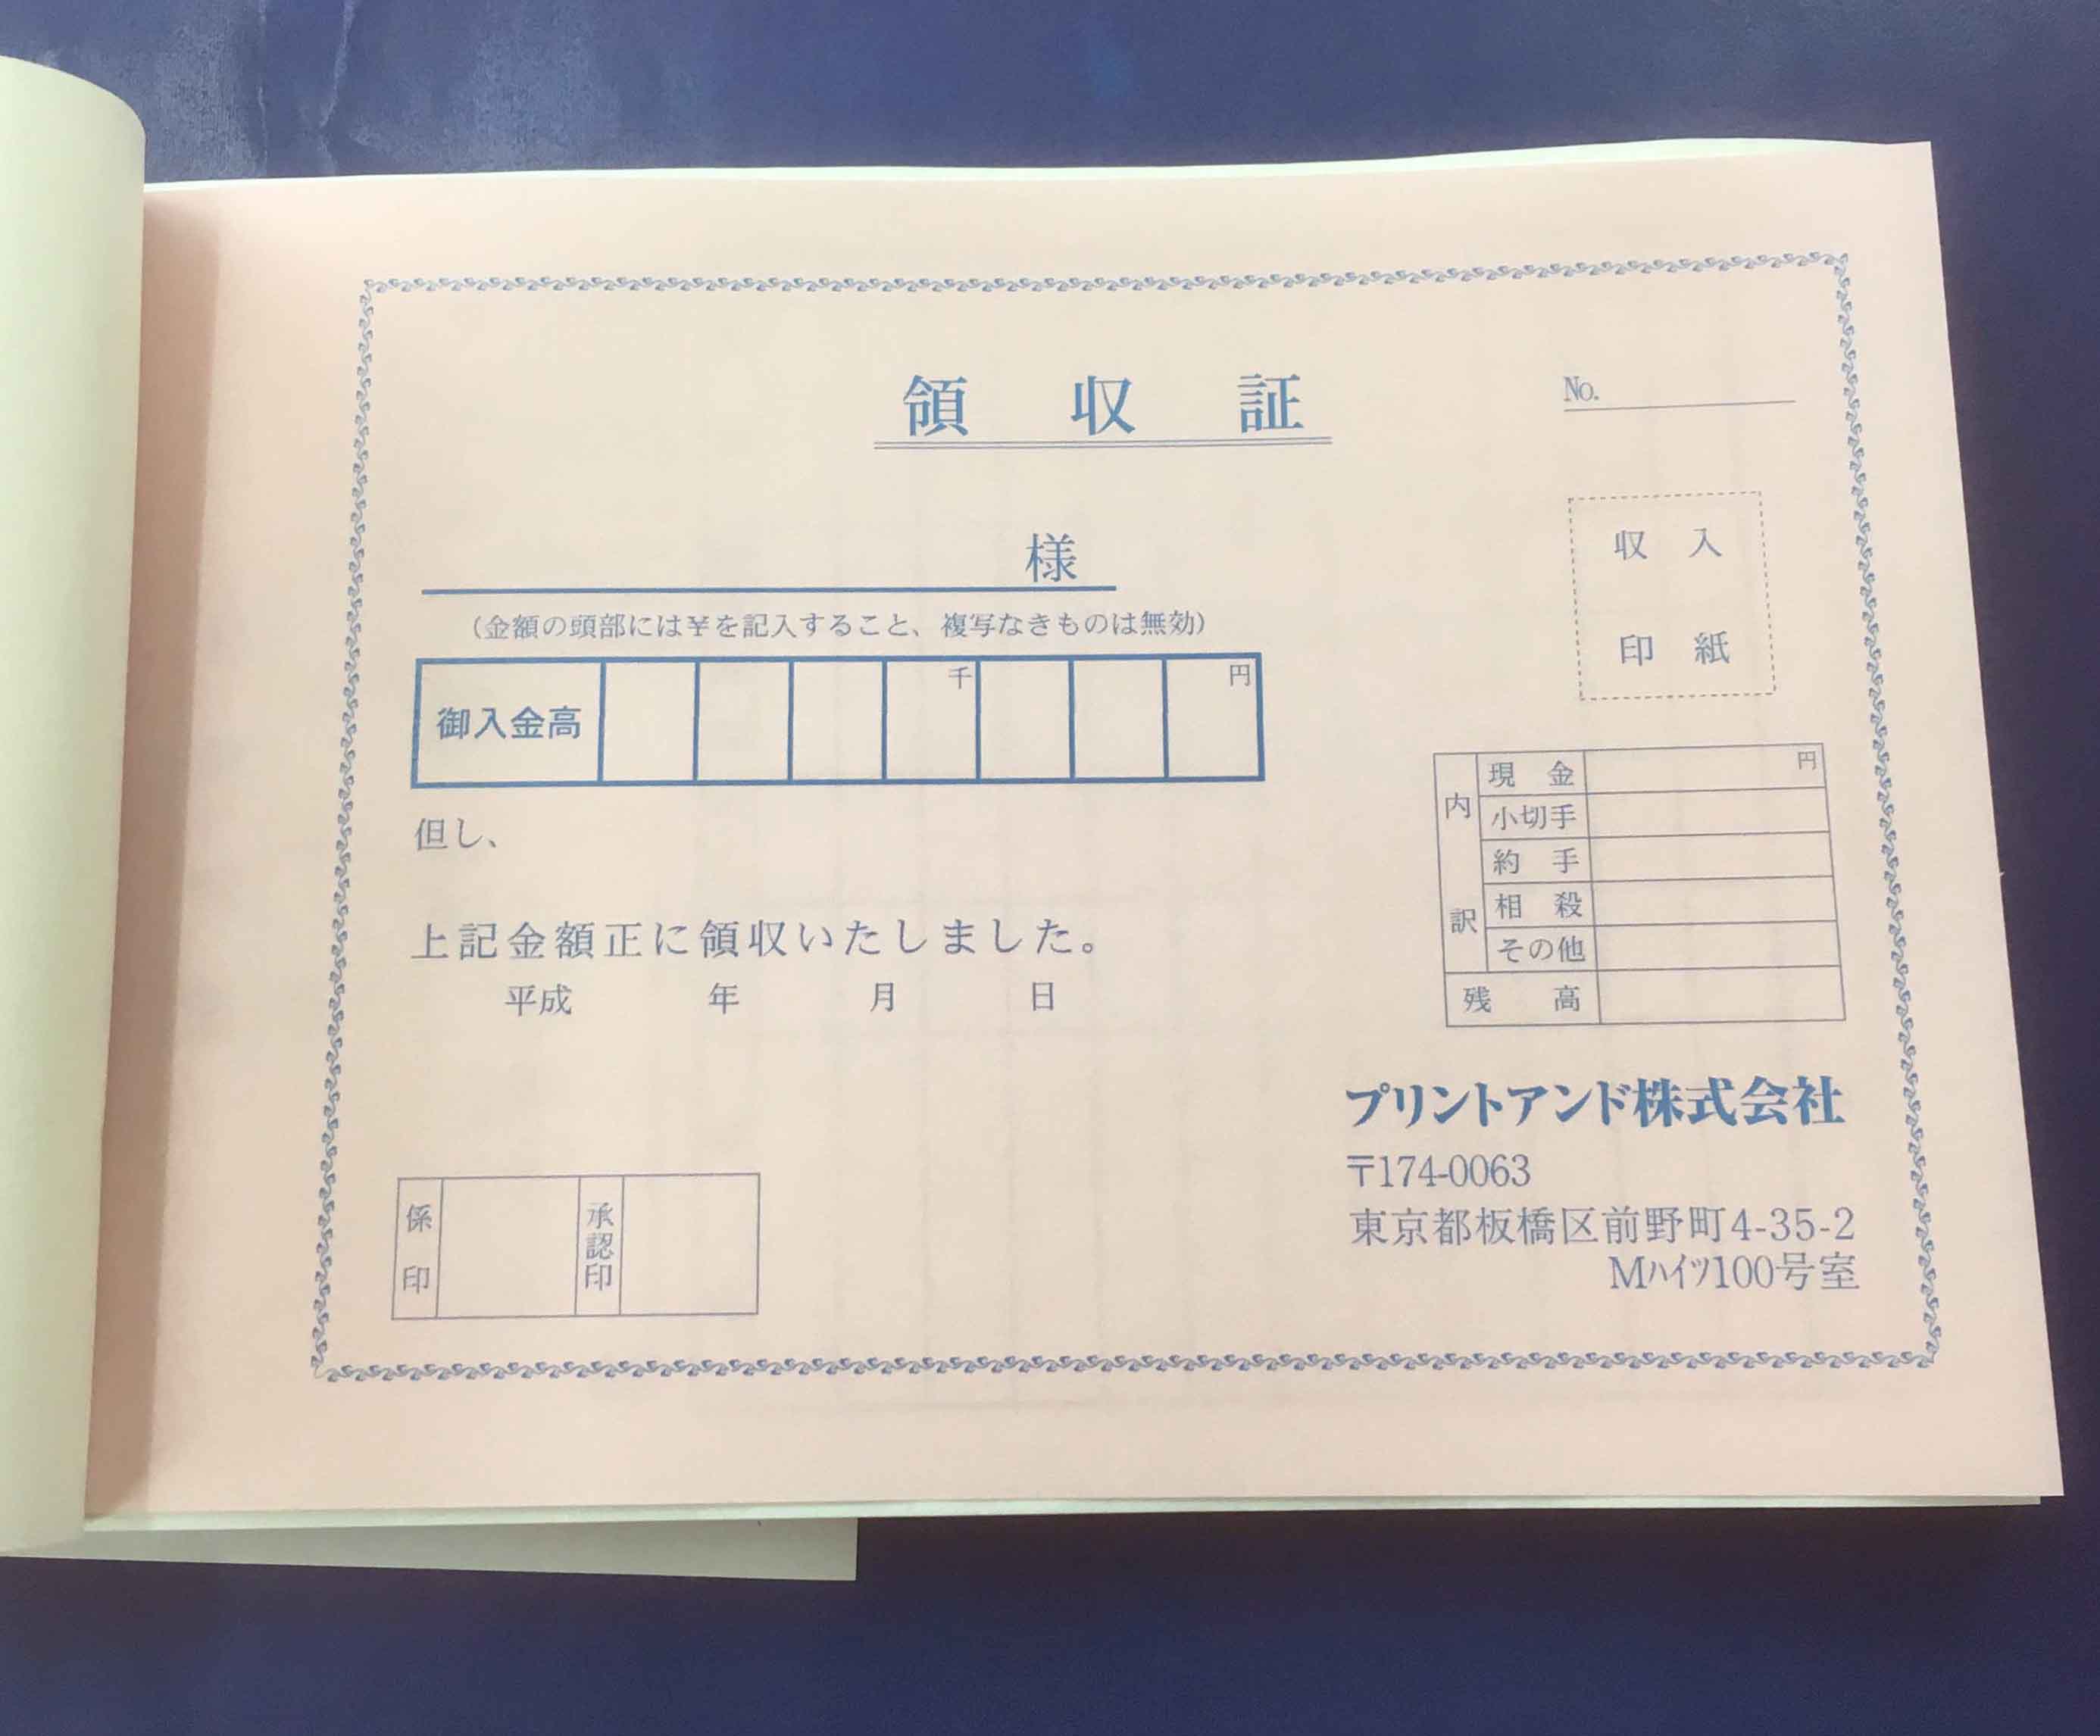 領収証
No.
様
(金額の頭部には¥を記入すること、複写なきものは無効)
収入
印紙
御入金高 千 円
但し、
上記金額正に領収いたしました。
平成 年 月 日
内訳
現金 円
小切手
約手
相殺
その他
残高
プリントアンド株式会社
〒174-0063
東京都板橋区前野町4-35-2
Mハイツ100号室
係印
承認印